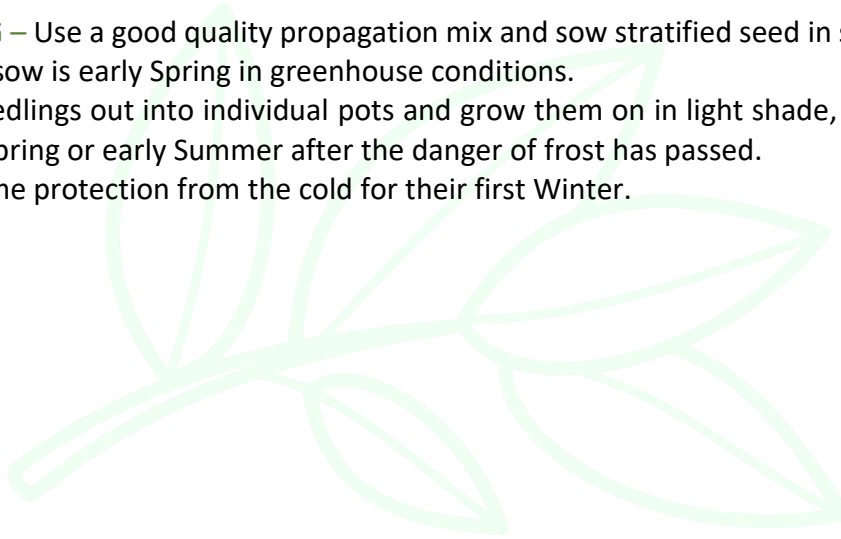 – Use a good quality propagation mix and sow stratified seed in
sow is early Spring in greenhouse conditions.
edlings out into individual pots and grow them on in light shade,
pring or early Summer after the danger of frost has passed.
me protection from the cold for their first Winter.